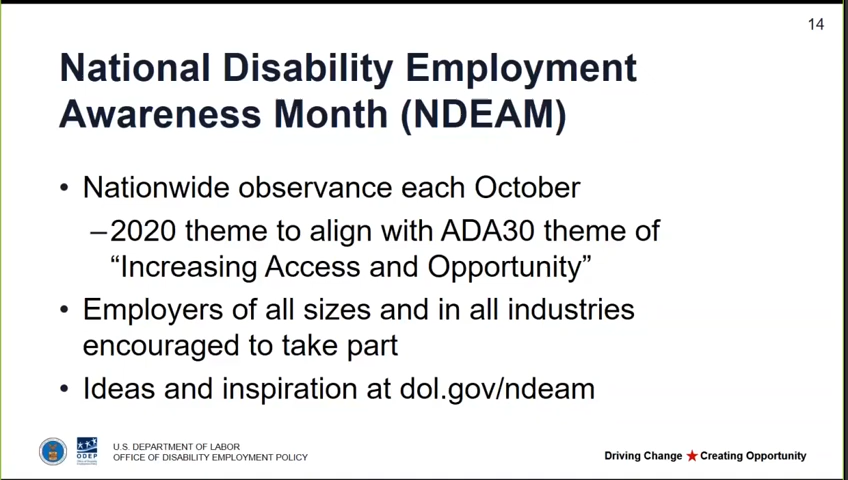 14
National Disability Employment
Awareness Month (NDEAM)
• Nationwide observance each October
–2020 theme to align with ADA30 theme of
“Increasing Access and Opportunity”
• Employers of all sizes and in all industries
encouraged to take part
• Ideas and inspiration at dol.gov/ndeam
ODEP
U.S. DEPARTMENT OF LABOR
OFFICE OF DISABILITY EMPLOYMENT POLICY
Driving Change ★ Creating Opportunity